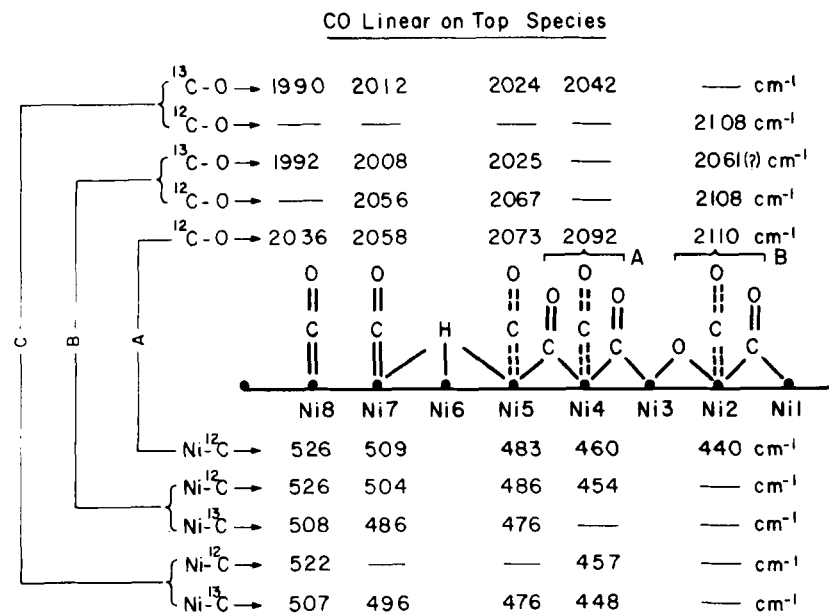 CO Linear on Top Species
¹³C-O → 1990 2012 2024 2042 — cm⁻¹
¹²C-O → — — — — 2108 cm⁻¹
¹³C-O → 1992 2008 2025 — 2061(?) cm⁻¹
¹²C-O → — 2056 2067 — 2108 cm⁻¹
¹²C-O → 2036 2058 2073 2092 2110 cm⁻¹
A B
O O O O O O O
C B A C C H C C C C C O C C
Ni8 Ni7 Ni6 Ni5 Ni4 Ni3 Ni2 Ni1
Ni-¹²C → 526 509 483 460 440 cm⁻¹
Ni-¹²C → 526 504 486 454 — cm⁻¹
Ni-¹³C → 508 486 476 — — cm⁻¹
Ni-¹²C → 522 — — 457 — cm⁻¹
Ni-¹³C → 507 496 476 448 — cm⁻¹